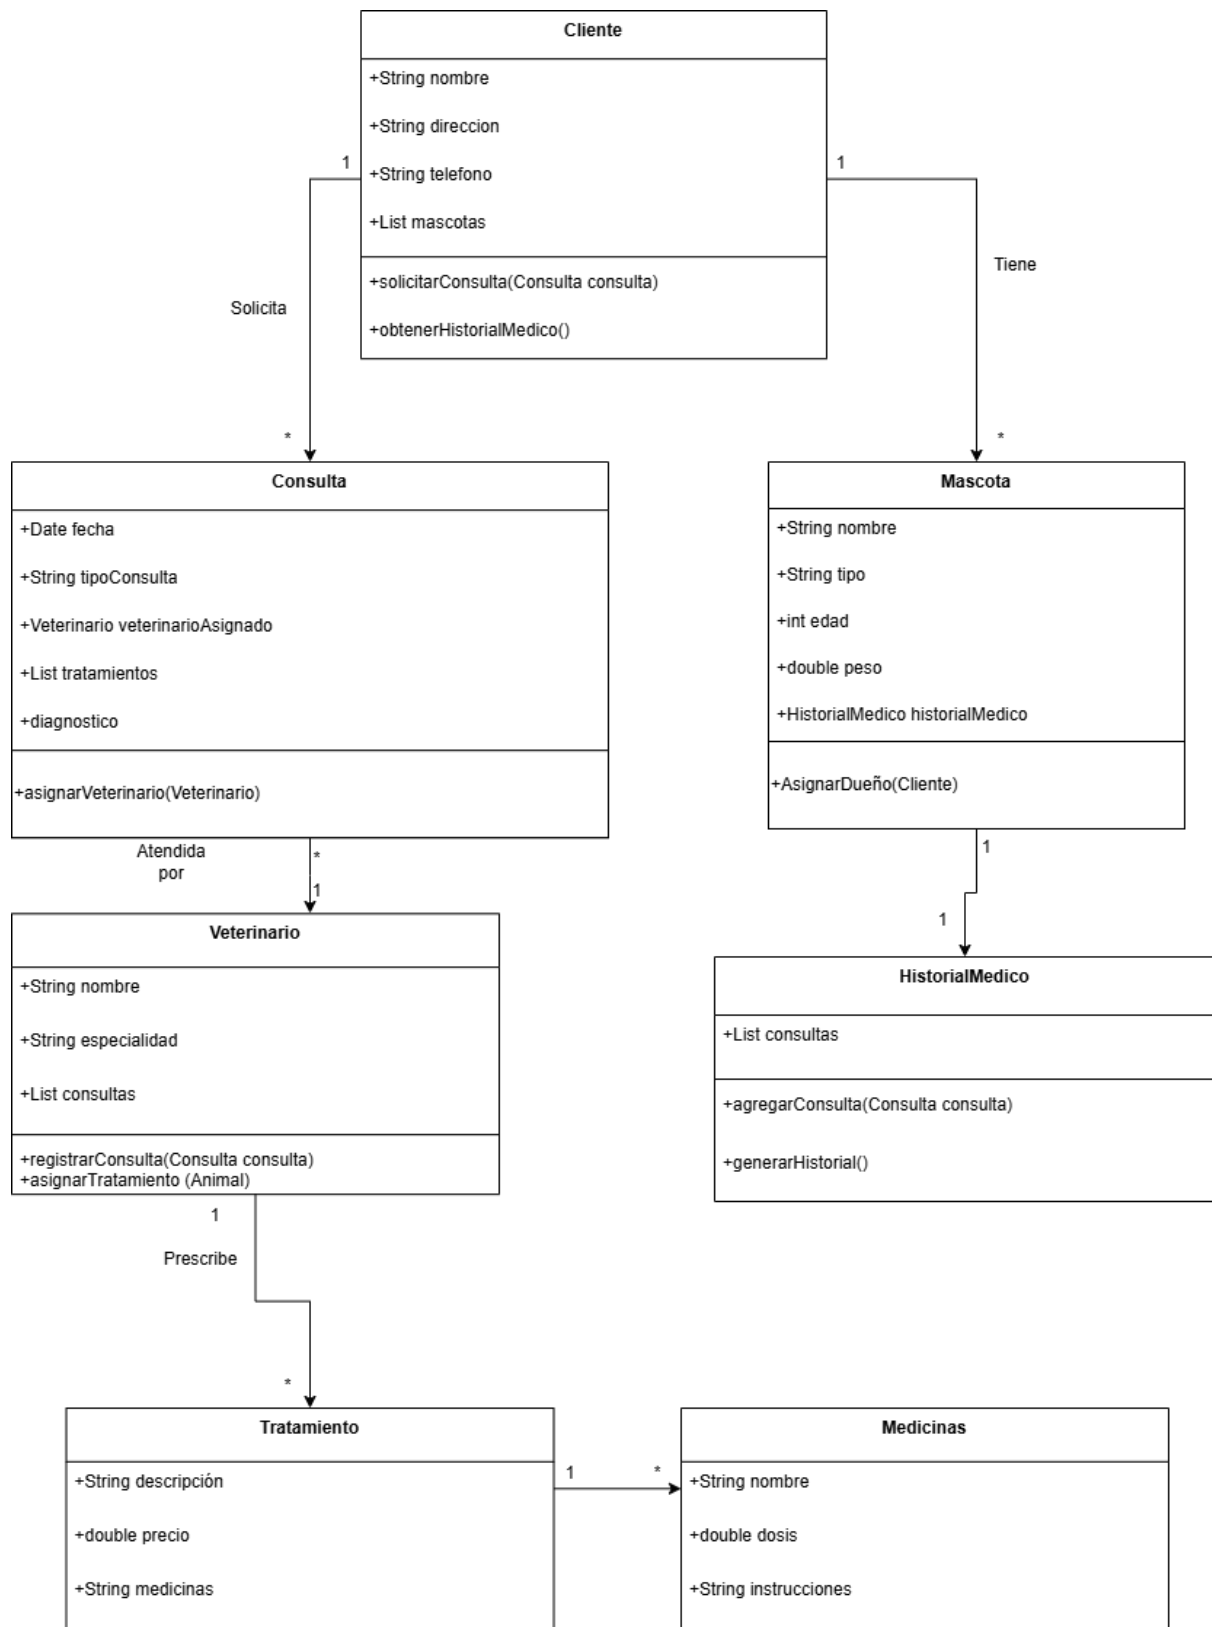 Cliente
+String nombre
+String direccion
+String telefono
+List mascotas
+solicitarConsulta(Consulta consulta)
+obtenerHistorialMedico()
1
1
Solicita
Tiene
*
*
Consulta
+Date fecha
+String tipoConsulta
+Veterinario veterinarioAsignado
+List tratamientos
+diagnostico
+asignarVeterinario(Veterinario)
Mascota
+String nombre
+String tipo
+int edad
+double peso
+HistorialMedico historialMedico
+AsignarDueño(Cliente)
Atendida
por
*
1
1
1
Veterinario
+String nombre
+String especialidad
+List consultas
+registrarConsulta(Consulta consulta)
+asignarTratamiento (Animal)
HistorialMedico
+List consultas
+agregarConsulta(Consulta consulta)
+generarHistorial()
1
Prescribe
*
Tratamiento
+String descripción
+double precio
+String medicinas
1
*
Medicinas
+String nombre
+double dosis
+String instrucciones